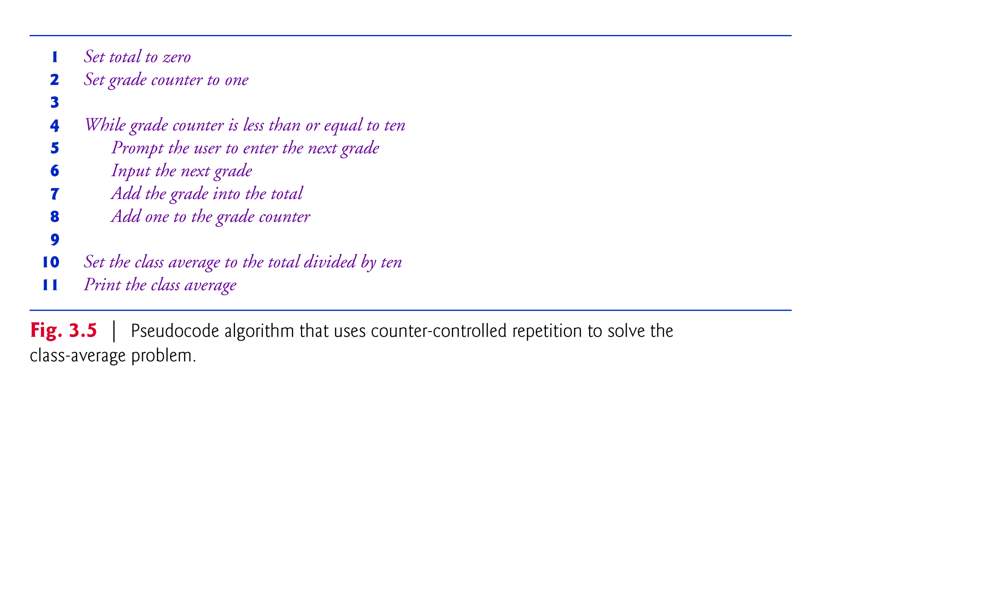 1 Set total to zero
2 Set grade counter to one
3
4 While grade counter is less than or equal to ten
5 Prompt the user to enter the next grade
6 Input the next grade
7 Add the grade into the total
8 Add one to the grade counter
9
10 Set the class average to the total divided by ten
11 Print the class average
Fig. 3.5 | Pseudocode algorithm that uses counter-controlled repetition to solve the
class-average problem.